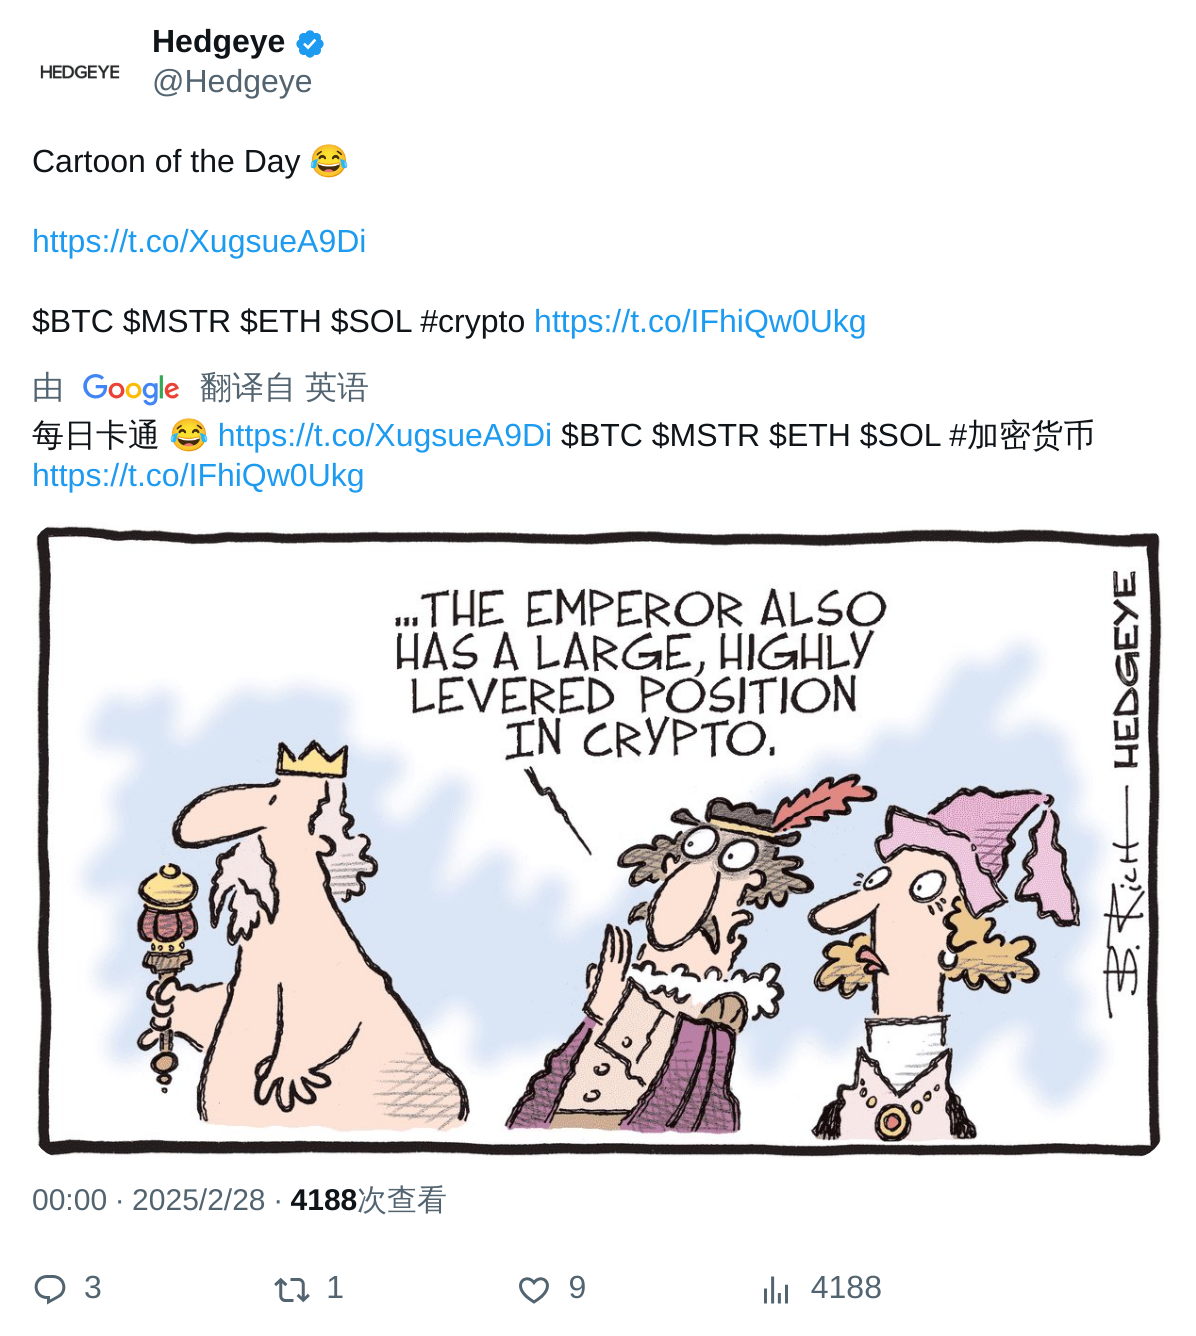 Hedgeye
HEDGEYE
@Hedgeye
Cartoon of the Day 😂
https://t.co/XugsueA9Di
$BTC $MSTR $ETH $SOL #crypto https://t.co/IFhiQw0Ukg
由 Google 翻译自 英语
每日卡通 😂 https://t.co/XugsueA9Di $BTC $MSTR $ETH $SOL #加密货币
https://t.co/IFhiQw0Ukg
...THE EMPEROR ALSO
HAS A LARGE, HIGHLY
LEVERED POSITION
IN CRYPTO.
B. Rich — HEDGEYE
00:00 · 2025/2/28 · 4188次查看
3 1 9 4188